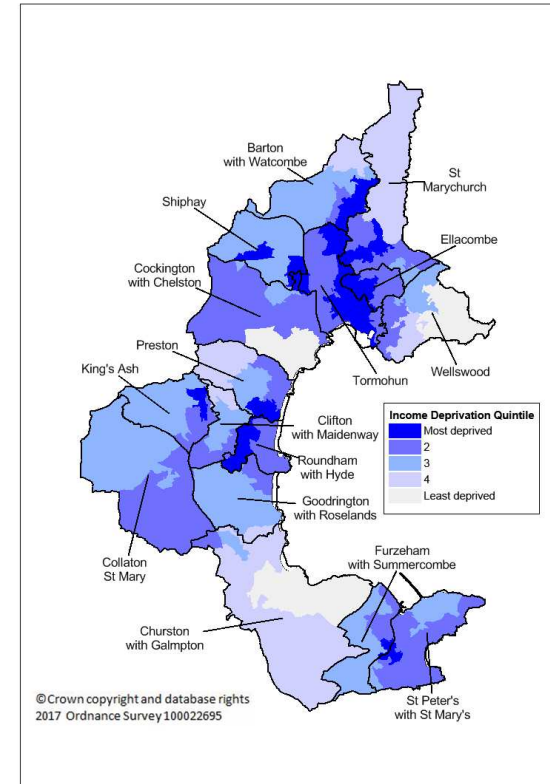 Barton
with Watcombe
St
Marychurch
Shiphay
Ellacombe
Cockington
with Chelston
Preston
King's Ash
Tormohun
Wellswood
Clifton
with Maidenway
Roundham
with Hyde
Goodrington
with Roselands
Income Deprivation Quintile
Most deprived
2
3
4
Least deprived
Collaton
St Mary
Furzeham
with Summercombe
Churston
with Galmpton
St Peter's
with St Mary's
©Crown copyright and database rights
2017 Ordnance Survey 100022695